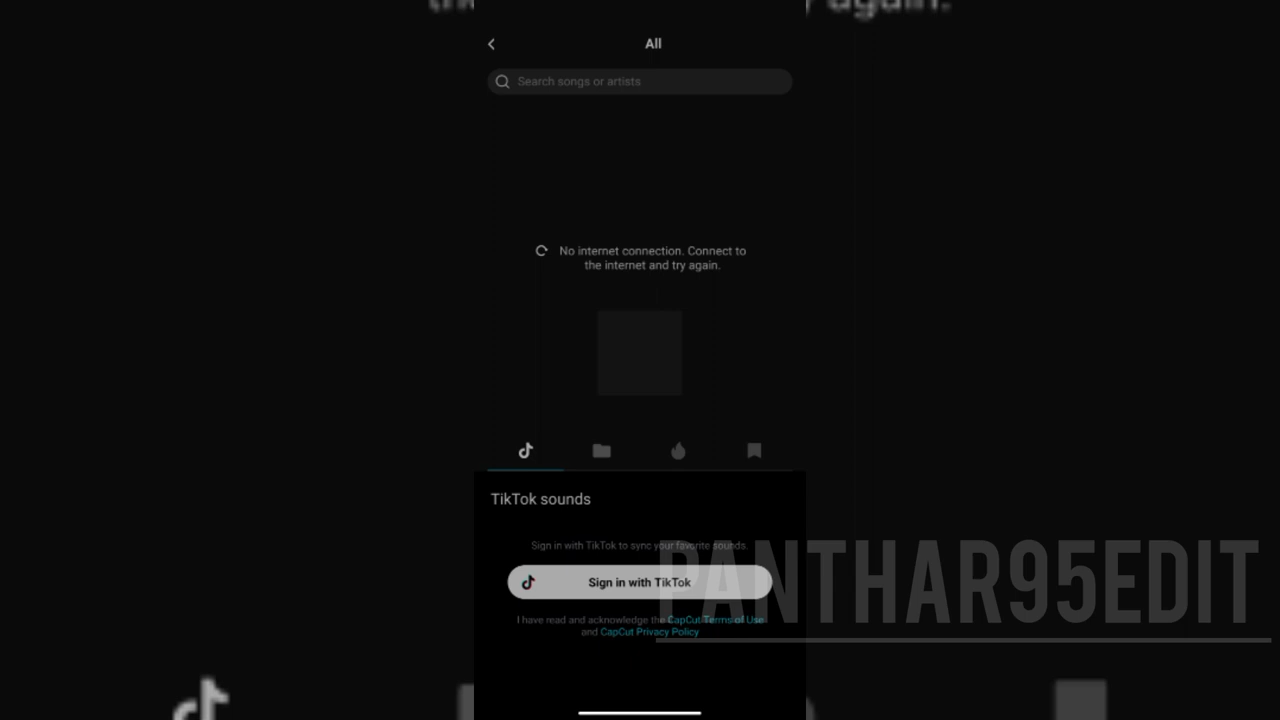 again.
All
Search songs or artists
No internet connection. Connect to
the internet and try again.
TikTok sounds
Sign in with TikTok to sync your favorite sounds.
Sign in with TikTok
PANTHAR95EDIT
I have read and acknowledge the CapCut Terms of Use
and CapCut Privacy Policy